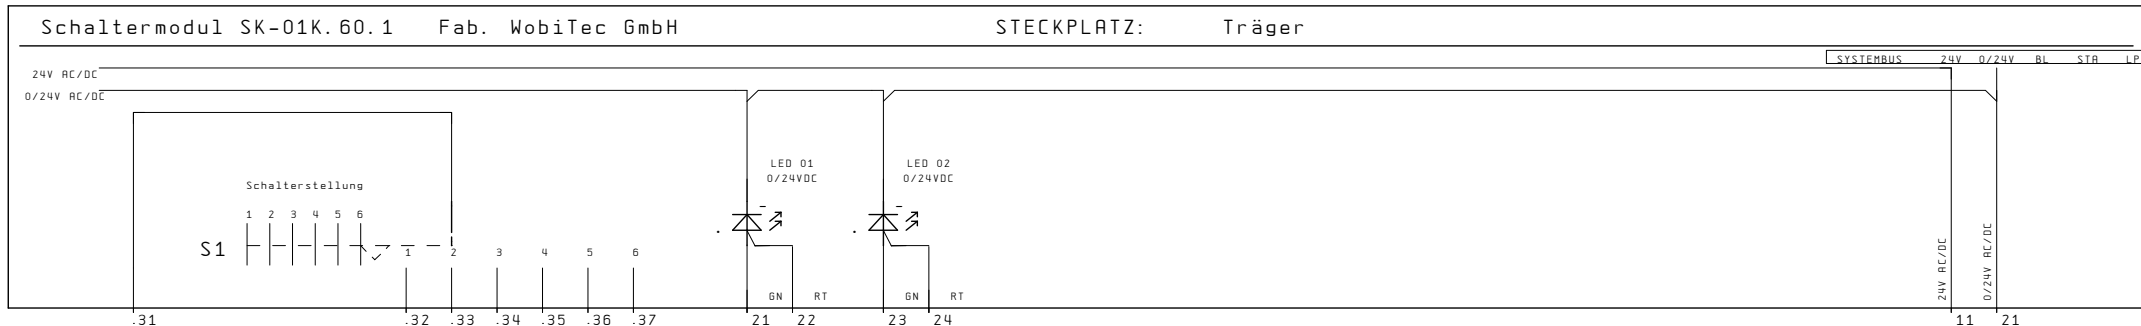 Schaltermodul SK-01K.60.1 Fab. WobiTec GmbH STECKPLATZ: Träger
SYSTEMBUS 24V 0/24V BL STA LP
24V AC/DC
0/24V AC/DC
LED 01 LED 02
0/24VDC 0/24VDC
Schalterstellung
1 2 3 4 5 6
S1
1 2 3 4 5 6
24V AC/DC 0/24V AC/DC
GN RT GN RT
.31 .32 .33 .34 .35 .36 .37 21 22 23 24 11 21